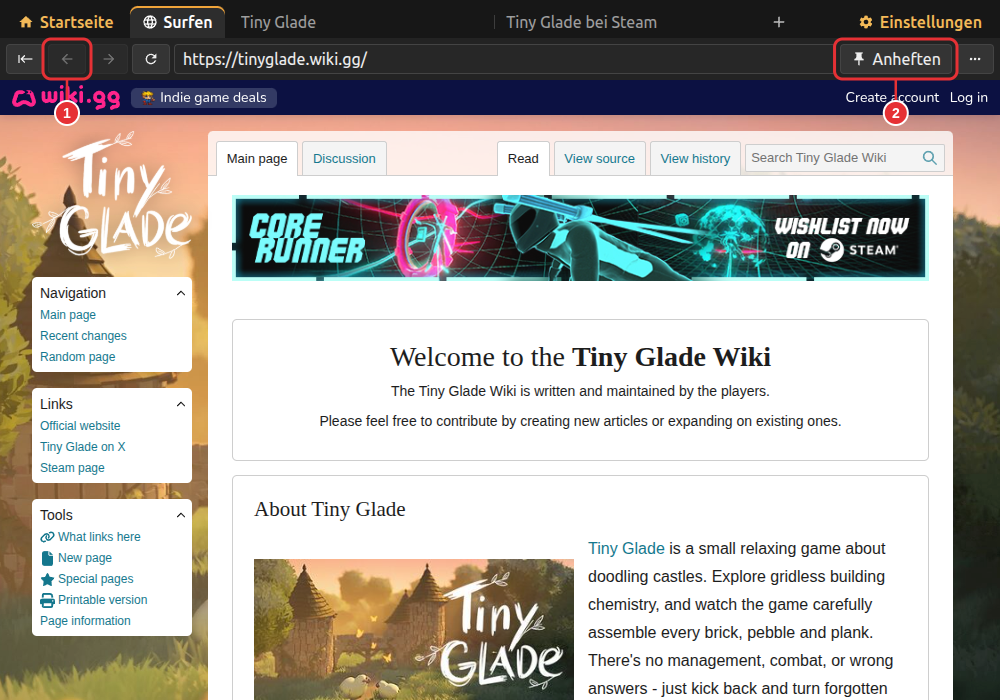 Startseite
Surfen
Tiny Glade
Tiny Glade bei Steam
Einstellungen
https://tinyglade.wiki.gg/
Anheften
wiki.gg
Indie game deals
Create account
Log in
1
2
Tiny
GLADE
Main page
Discussion
Read
View source
View history
Search Tiny Glade Wiki
CORE
RUNNER
WISHLIST NOW
ON STEAM
Navigation
Main page
Recent changes
Random page
Links
Official website
Tiny Glade on X
Steam page
Tools
What links here
New page
Special pages
Printable version
Page information
Welcome to the Tiny Glade Wiki
The Tiny Glade Wiki is written and maintained by the players.
Please feel free to contribute by creating new articles or expanding on existing ones.
About Tiny Glade
Tiny
GLADE
Tiny Glade is a small relaxing game about
doodling castles. Explore gridless building
chemistry, and watch the game carefully
assemble every brick, pebble and plank.
There's no management, combat, or wrong
answers - just kick back and turn forgotten